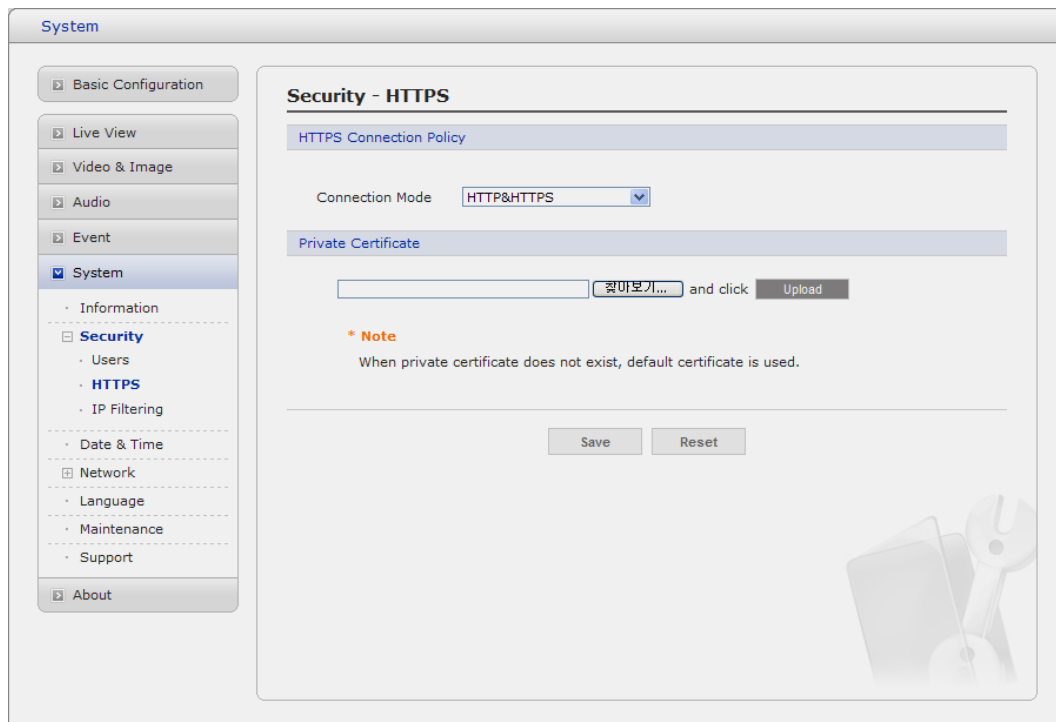 System
Basic Configuration
Live View
Video & Image
Audio
Event
System
Information
Security
Users
HTTPS
IP Filtering
Date & Time
Network
Language
Maintenance
Support
About
Security - HTTPS
HTTPS Connection Policy
Connection Mode HTTP&HTTPS
Private Certificate
찾아보기... and click Upload
* Note
When private certificate does not exist, default certificate is used.
Save Reset